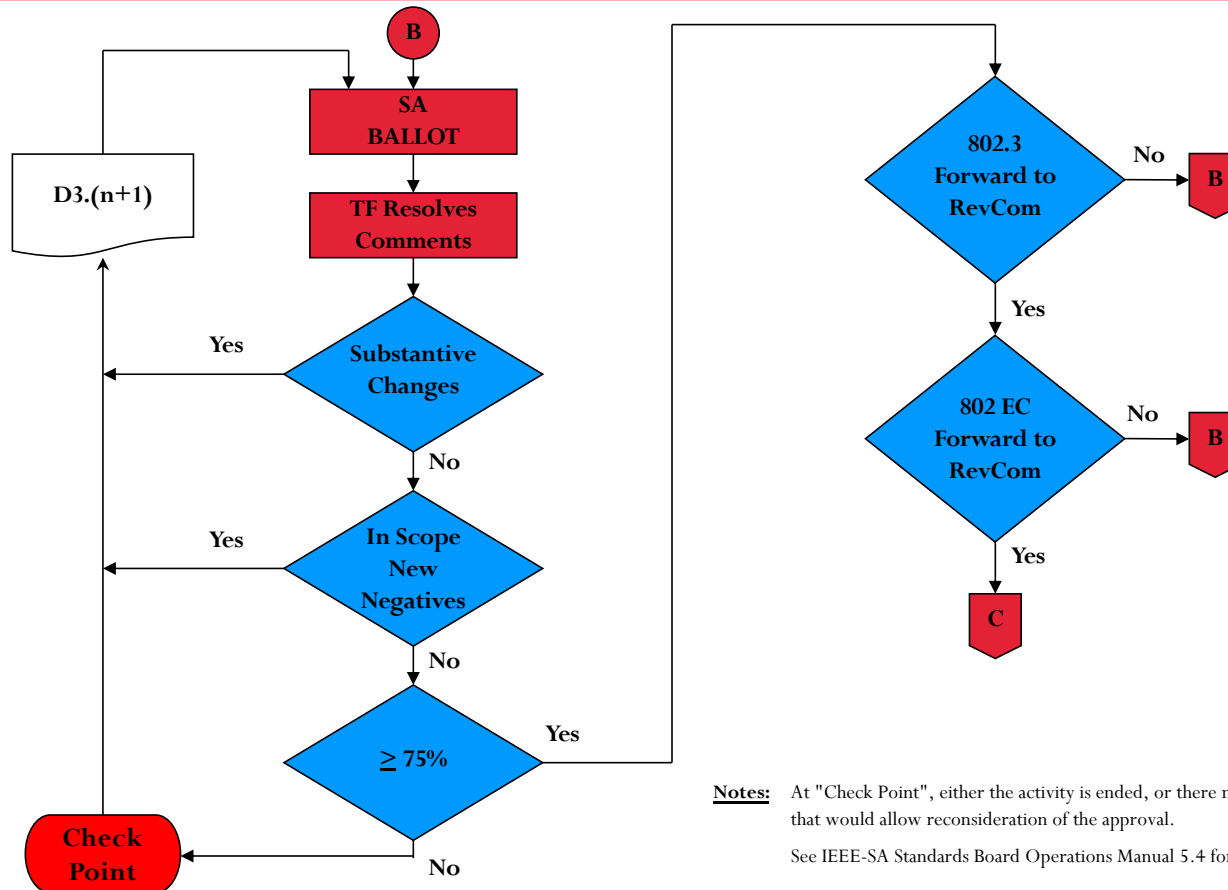 B
SA
BALLOT
D3.(n+1)
TF Resolves
Comments
Yes
Substantive
Changes
No
Yes
In Scope
New
Negatives
No
≥ 75%
Yes
Check
Point
No
802.3
Forward to
RevCom
No
B
Yes
802 EC
Forward to
RevCom
No
B
Yes
C
Notes: At "Check Point", either the activity is ended, or there
that would allow reconsideration of the approval.
See IEEE-SA Standards Board Operations Manual 5.4 for